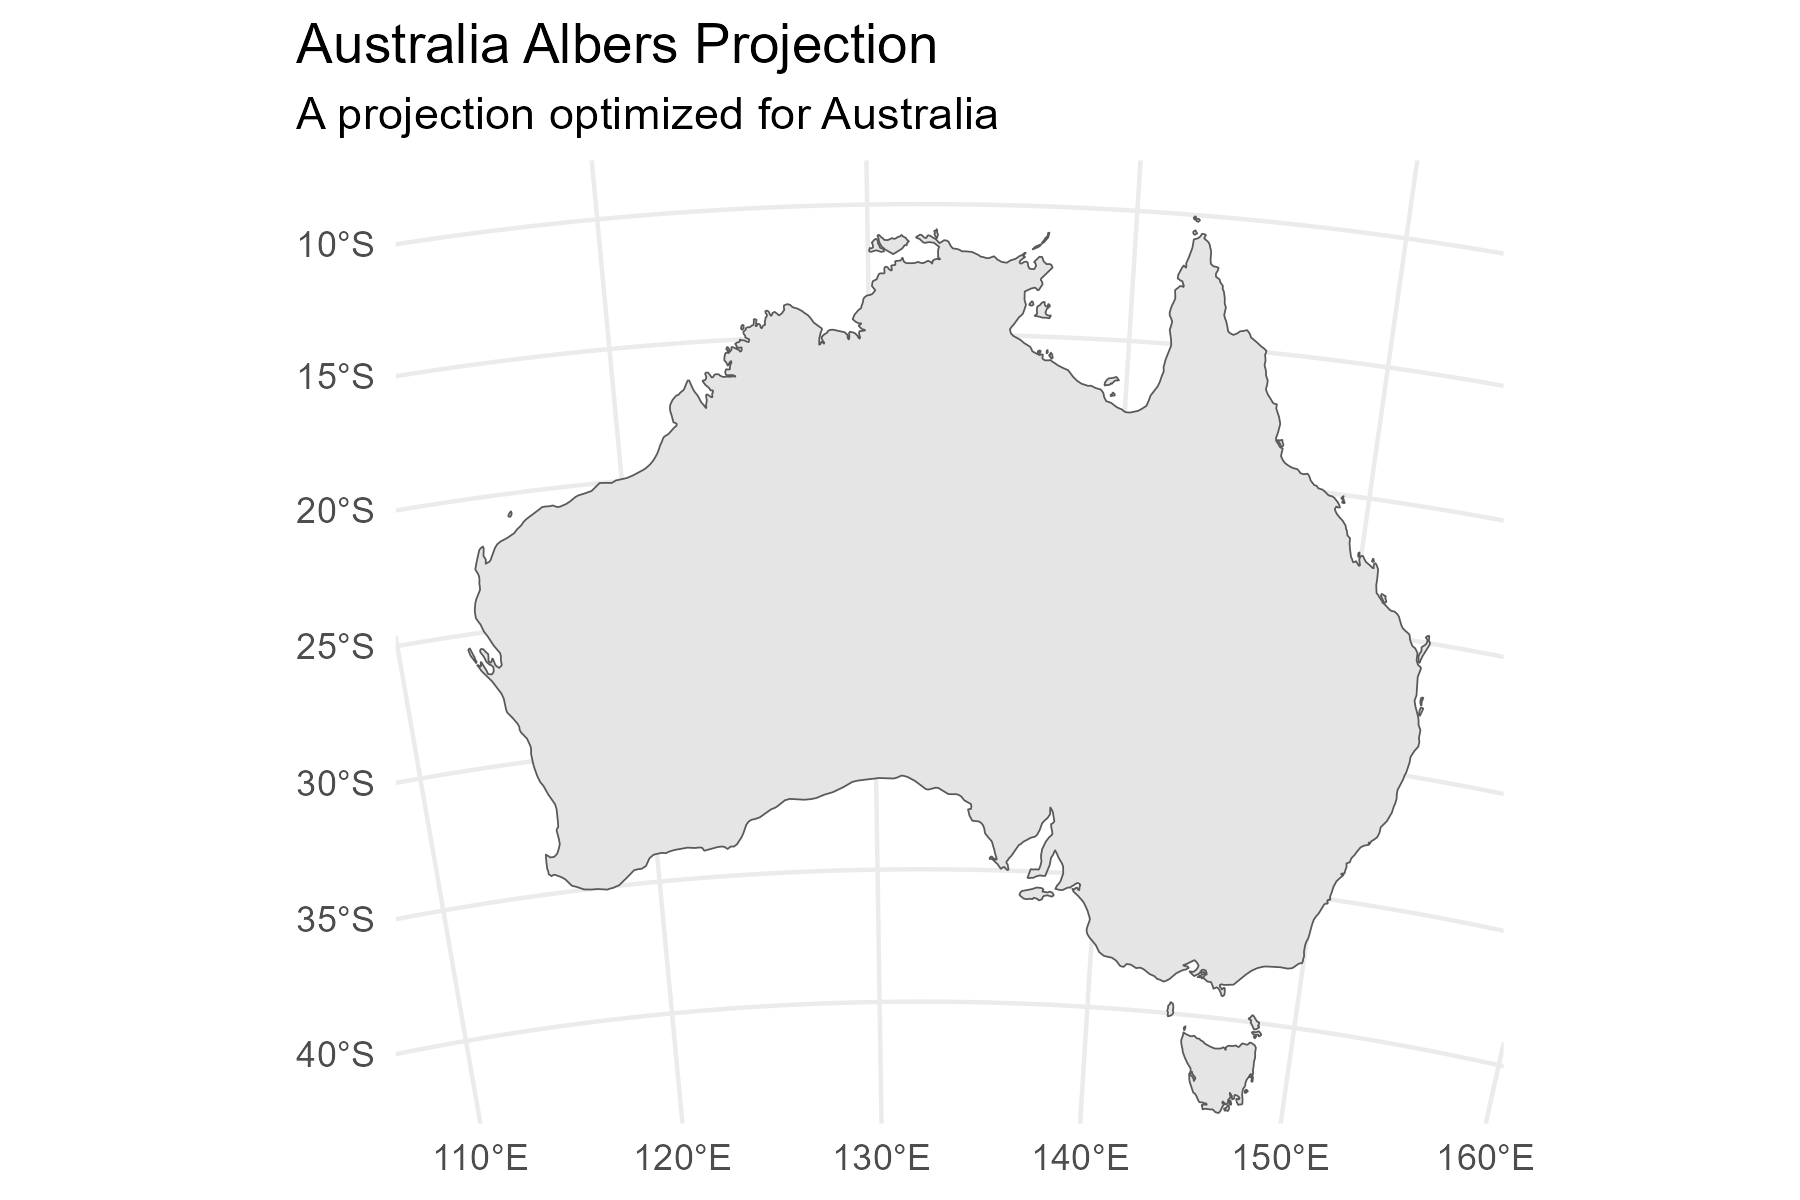 Australia Albers Projection
A projection optimized for Australia
10°S
15°S
20°S
25°S
30°S
35°S
40°S
110°E 120°E 130°E 140°E 150°E 160°E